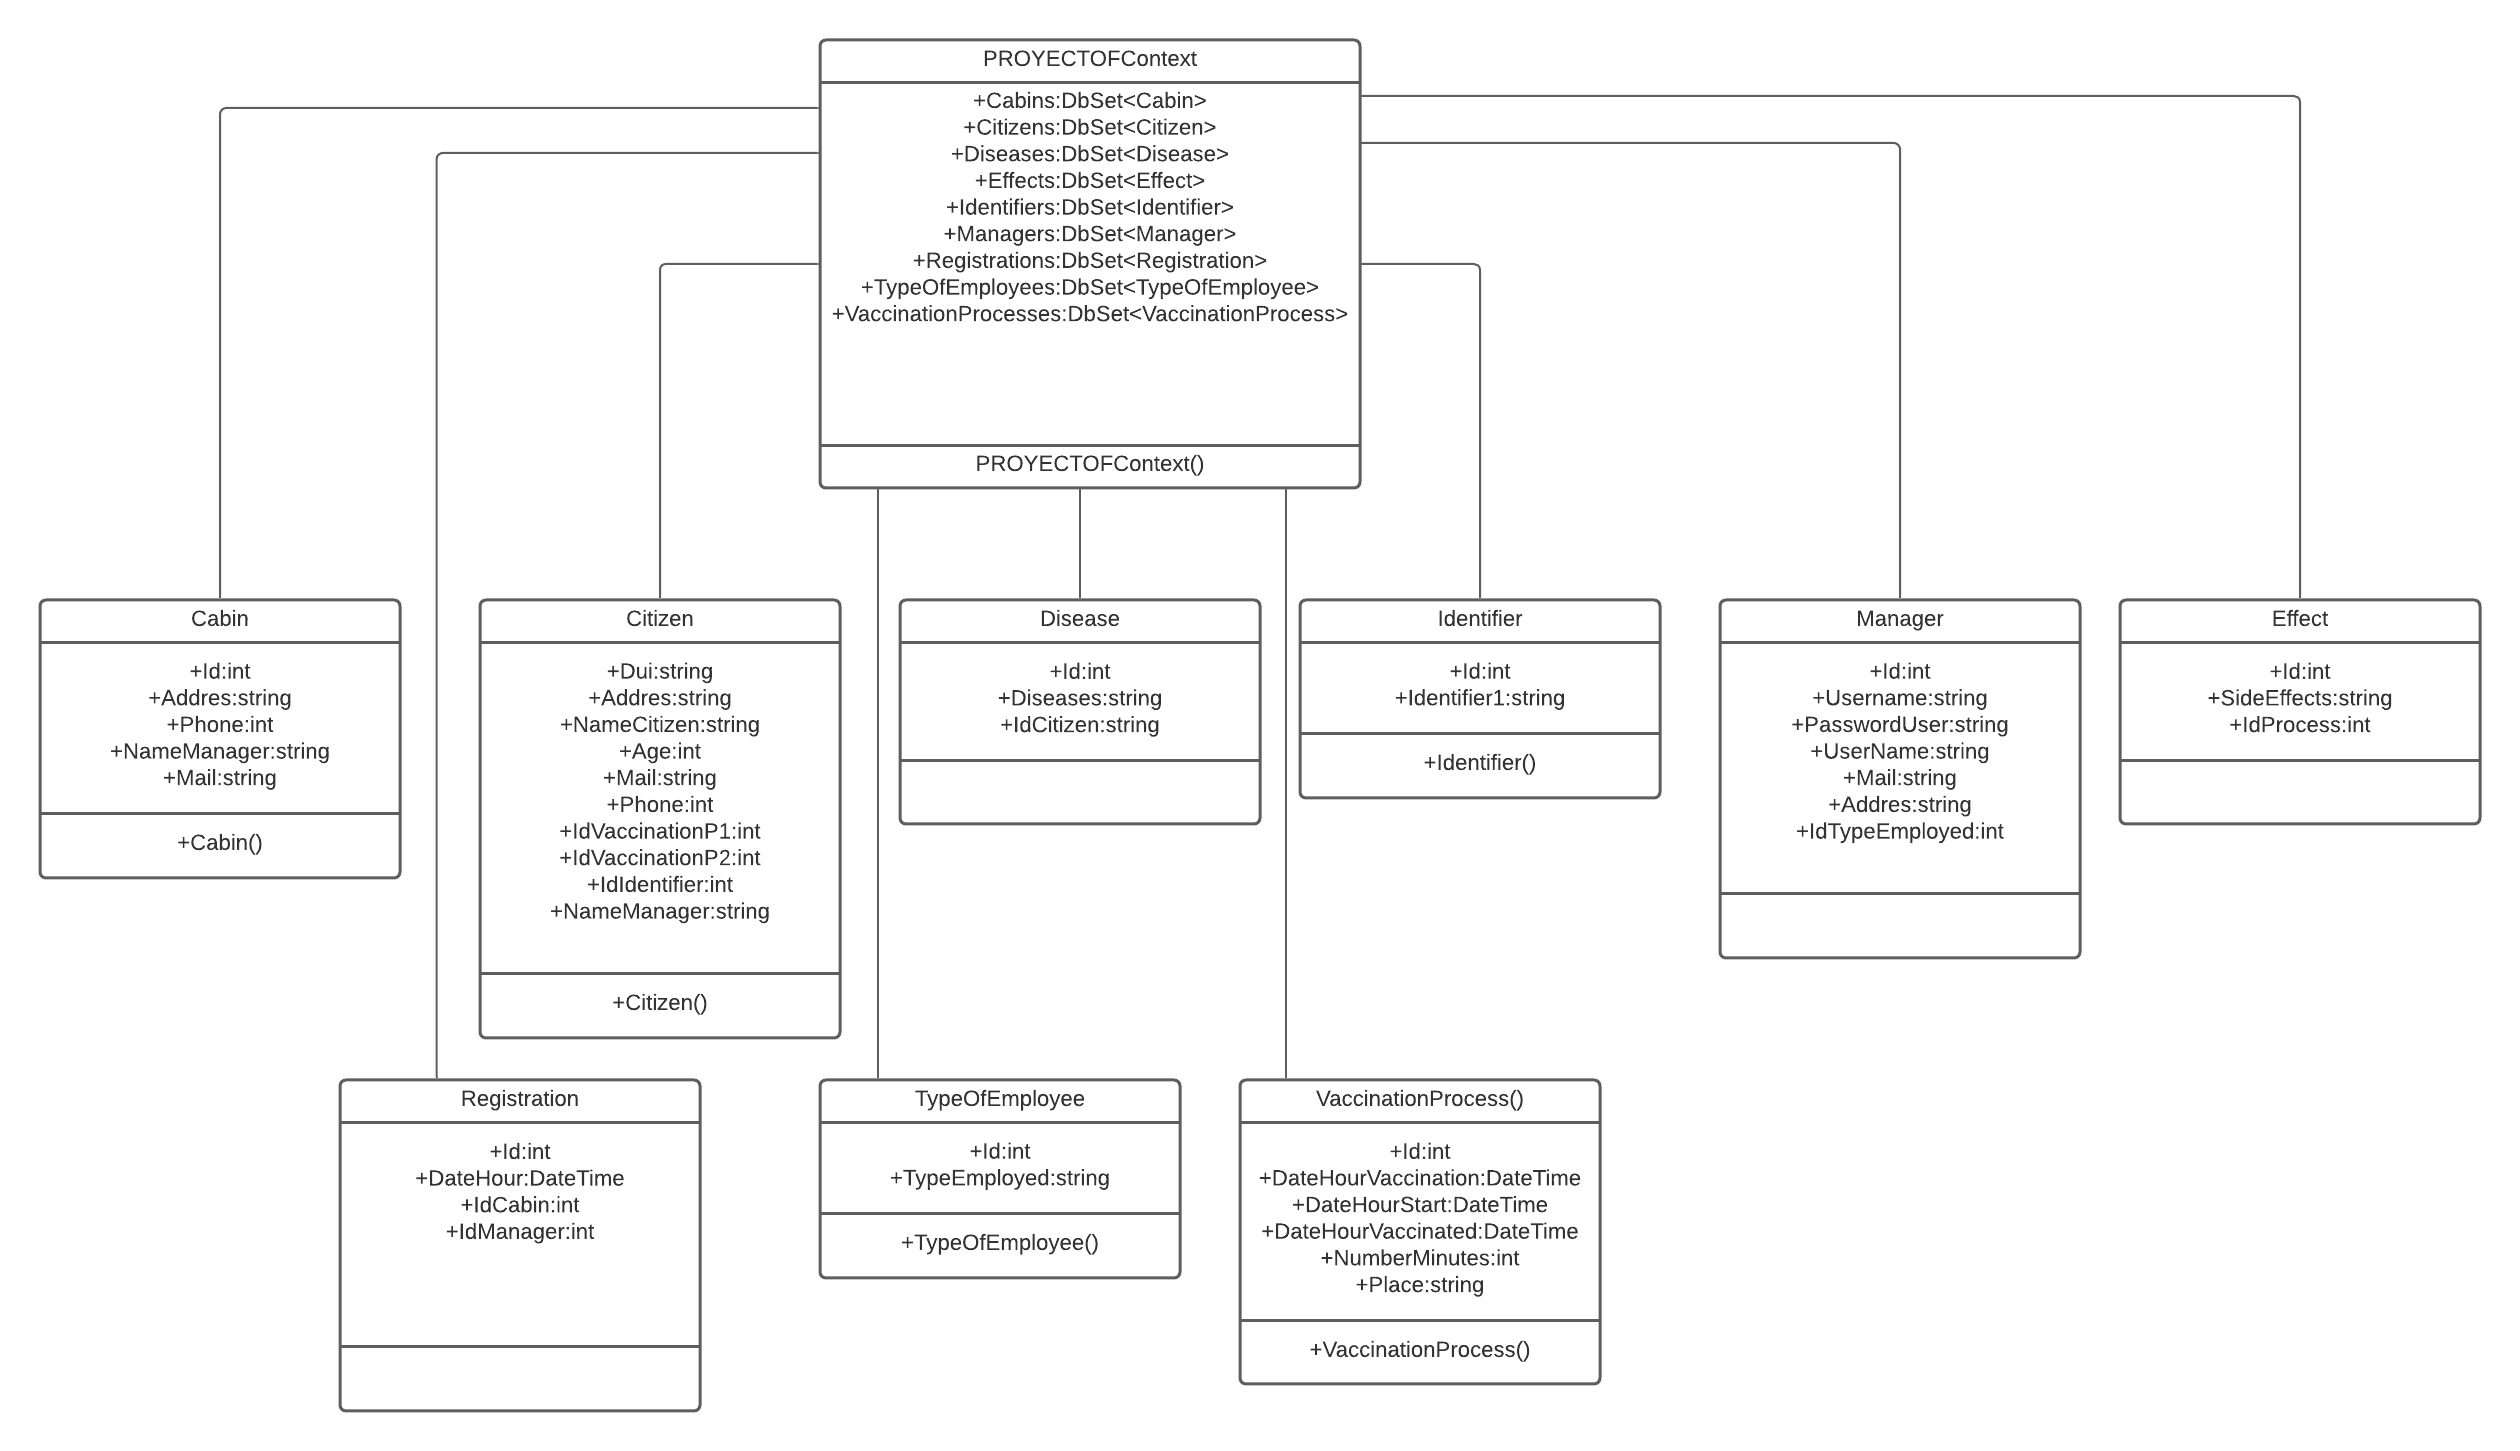 PROYECTOFContext
+Cabins:DbSet<Cabin>
+Citizens:DbSet<Citizen>
+Diseases:DbSet<Disease>
+Effects:DbSet<Effect>
+Identifiers:DbSet<Identifier>
+Managers:DbSet<Manager>
+Registrations:DbSet<Registration>
+TypeOfEmployees:DbSet<TypeOfEmployee>
+VaccinationProcesses:DbSet<VaccinationProcess>
PROYECTOFContext()
Cabin
+Id:int
+Addres:string
+Phone:int
+NameManager:string
+Mail:string
+Cabin()
Citizen
+Dui:string
+Addres:string
+NameCitizen:string
+Age:int
+Mail:string
+Phone:int
+IdVaccinationP1:int
+IdVaccinationP2:int
+IdIdentifier:int
+NameManager:string
+Citizen()
Disease
+Id:int
+Diseases:string
+IdCitizen:string
Identifier
+Id:int
+Identifier1:string
+Identifier()
Manager
+Id:int
+Username:string
+PasswordUser:string
+UserName:string
+Mail:string
+Addres:string
+IdTypeEmployed:int
Effect
+Id:int
+SideEffects:string
+IdProcess:int
Registration
+Id:int
+DateHour:DateTime
+IdCabin:int
+IdManager:int
TypeOfEmployee
+Id:int
+TypeEmployed:string
+TypeOfEmployee()
VaccinationProcess()
+Id:int
+DateHourVaccination:DateTime
+DateHourStart:DateTime
+DateHourVaccinated:DateTime
+NumberMinutes:int
+Place:string
+VaccinationProcess()